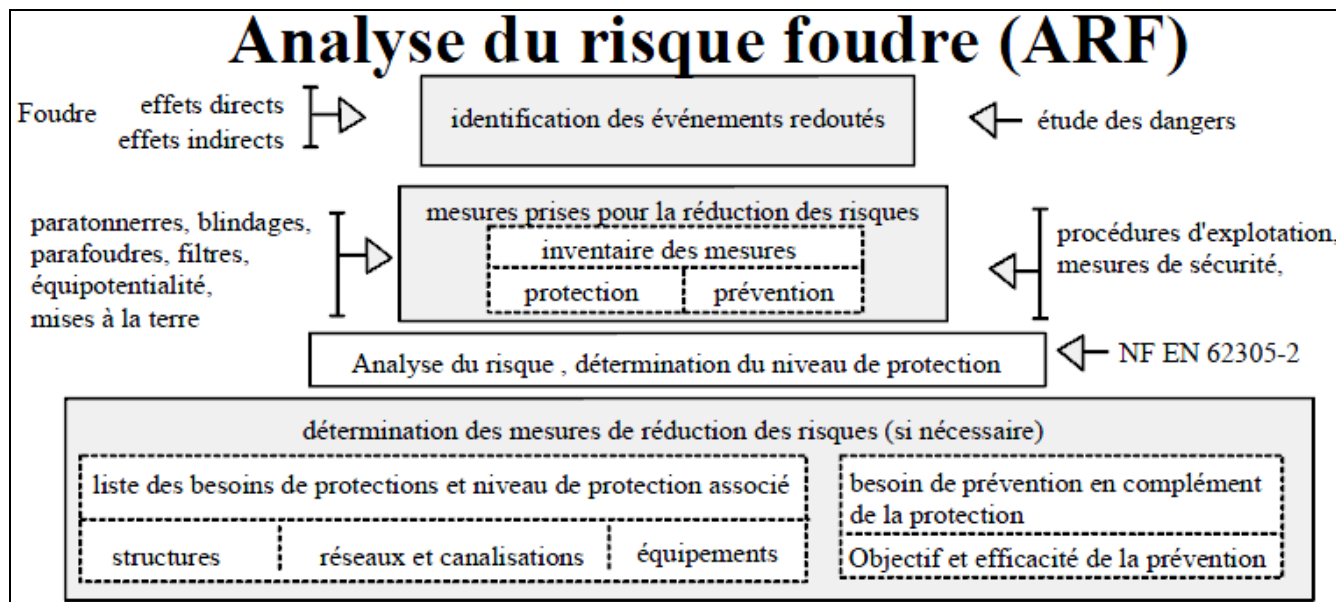 Analyse du risque foudre (ARF)
Foudre
effets directs
effets indirects
identification des événements redoutés
étude des dangers
paratonnerres, blindages,
parafoudres, filtres,
équipotentialité,
mises à la terre
mesures prises pour la réduction des risques
inventaire des mesures
protection
prévention
procédures d'explotation,
mesures de sécurité,
Analyse du risque , détermination du niveau de protection
NF EN 62305-2
détermination des mesures de réduction des risques (si nécessaire)
liste des besoins de protections et niveau de protection associé
structures
réseaux et canalisations
équipements
besoin de prévention en complément
de la protection
Objectif et efficacité de la prévention